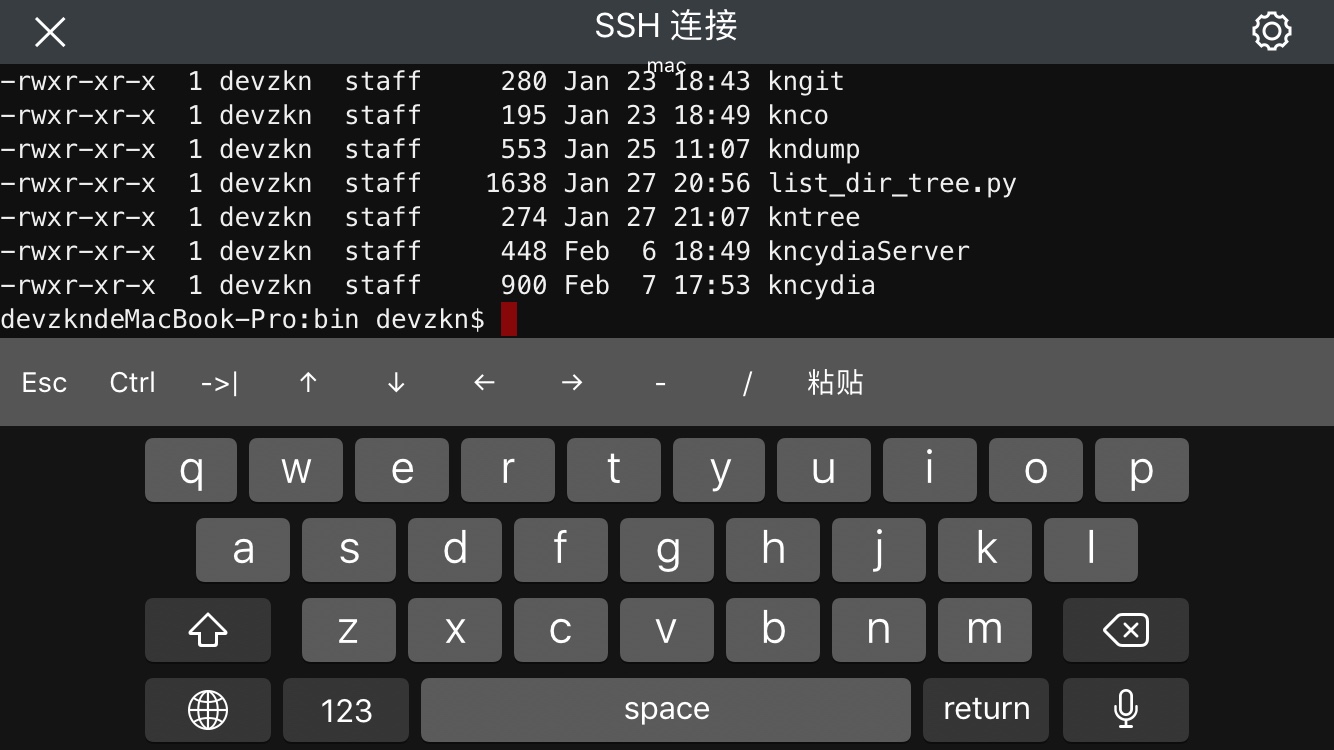 SSH 连接
mac
-rwxr-xr-x  1 devzkn  staff     280 Jan 23 18:43 kngit
-rwxr-xr-x  1 devzkn  staff     195 Jan 23 18:49 knco
-rwxr-xr-x  1 devzkn  staff     553 Jan 25 11:07 kndump
-rwxr-xr-x  1 devzkn  staff    1638 Jan 27 20:56 list_dir_tree.py
-rwxr-xr-x  1 devzkn  staff     274 Jan 27 21:07 kntree
-rwxr-xr-x  1 devzkn  staff     448 Feb  6 18:49 kncydiaServer
-rwxr-xr-x  1 devzkn  staff     900 Feb  7 17:53 kncydia
devzkndeMacBook-Pro:bin devzkn$
Esc Ctrl ->| ↑ ↓ ← → - / 粘贴
q w e r t y u i o p
a s d f g h j k l
z x c v b n m
123 space return